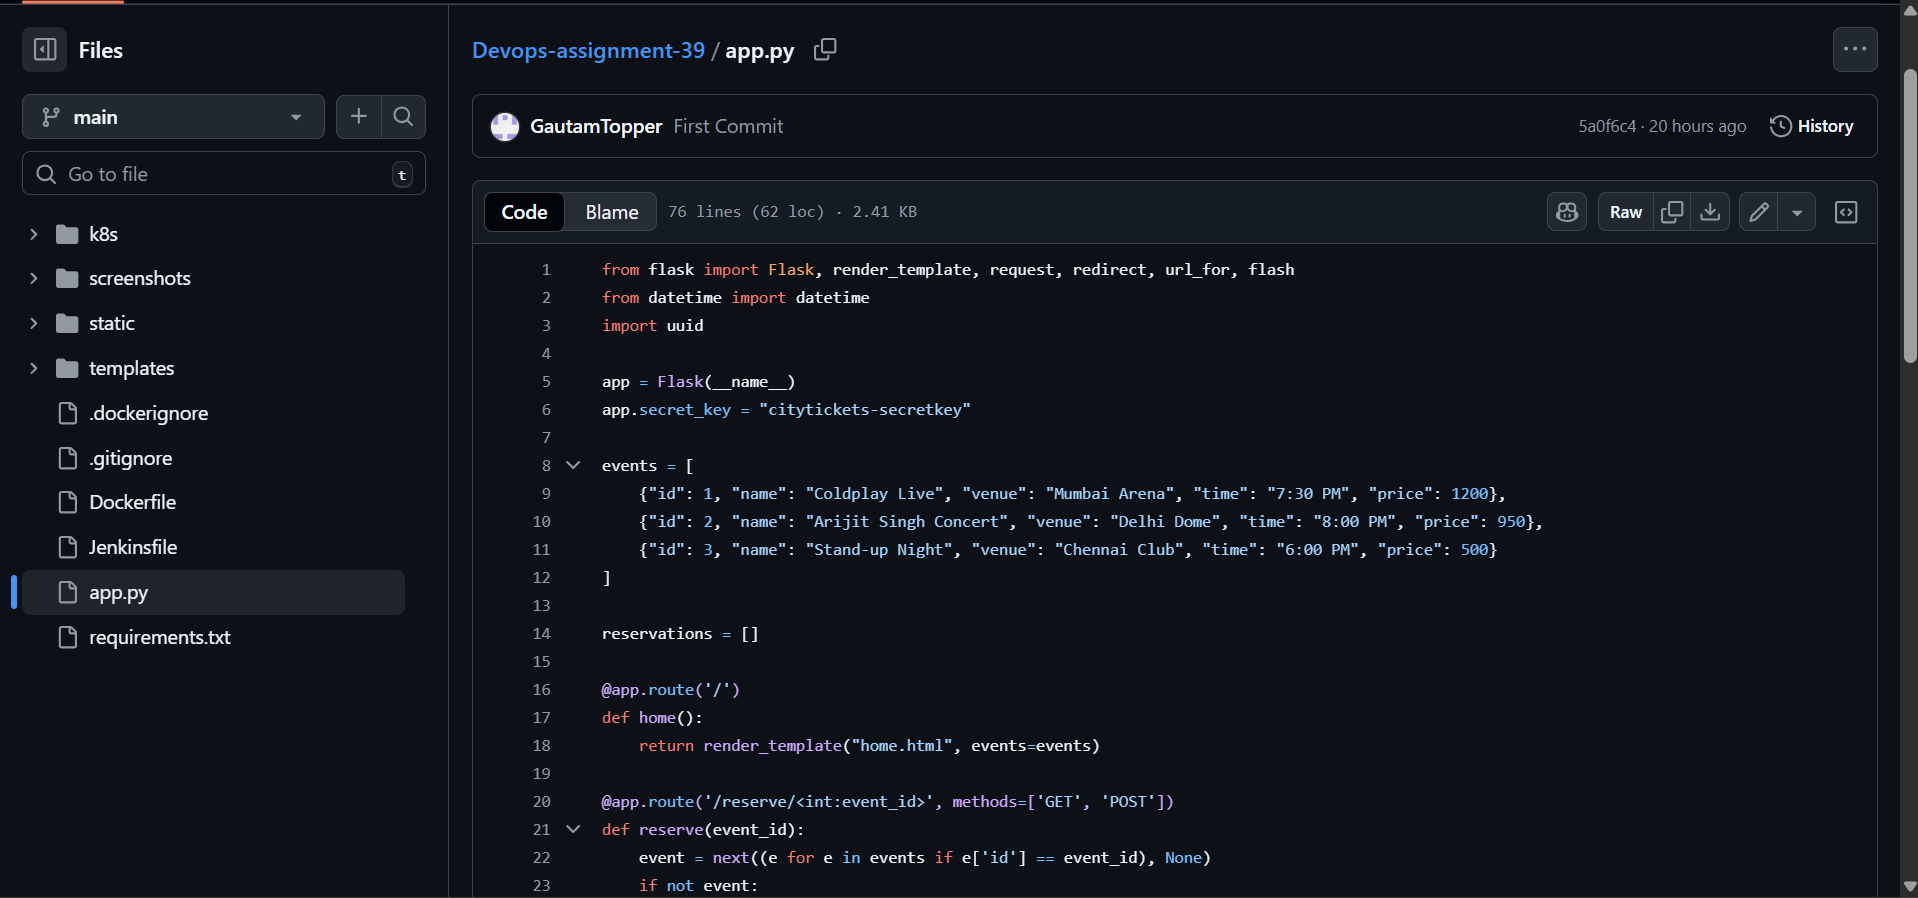 Files
main
Go to file
t
k8s
screenshots
static
templates
.dockerignore
.gitignore
Dockerfile
Jenkinsfile
app.py
requirements.txt
Devops-assignment-39 / app.py
GautamTopper First Commit
5a0f6c4 · 20 hours ago
History
Code Blame 76 lines (62 loc) · 2.41 KB
Raw
1 from flask import Flask, render_template, request, redirect, url_for, flash
2 from datetime import datetime
3 import uuid
4
5 app = Flask(__name__)
6 app.secret_key = "citytickets-secretkey"
7
8 events = [
9 {"id": 1, "name": "Coldplay Live", "venue": "Mumbai Arena", "time": "7:30 PM", "price": 1200},
10 {"id": 2, "name": "Arijit Singh Concert", "venue": "Delhi Dome", "time": "8:00 PM", "price": 950},
11 {"id": 3, "name": "Stand-up Night", "venue": "Chennai Club", "time": "6:00 PM", "price": 500}
12 ]
13
14 reservations = []
15
16 @app.route('/')
17 def home():
18 return render_template("home.html", events=events)
19
20 @app.route('/reserve/<int:event_id>', methods=['GET', 'POST'])
21 def reserve(event_id):
22 event = next((e for e in events if e['id'] == event_id), None)
23 if not event: